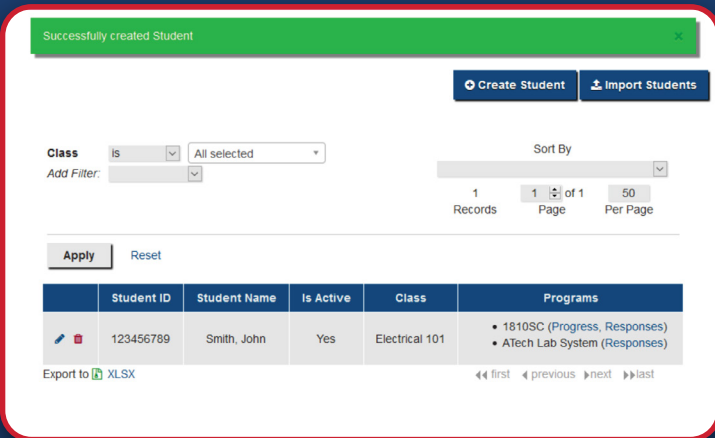 Successfully created Student ×
Create Student Import Students
Class is All selected Sort By
Add Filter:
1 1 of 1 50
Records Page Per Page
Apply Reset
Student ID Student Name Is Active Class Programs
123456789 Smith, John Yes Electrical 101 • 1810SC (Progress, Responses)
• ATech Lab System (Responses)
Export to XLSX first previous next last